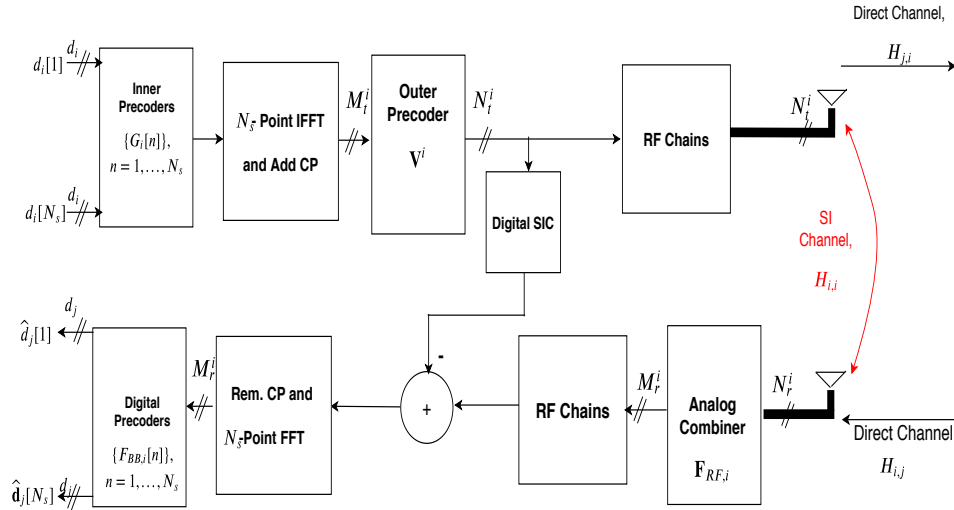 Direct Channel,
H_{j,i}
d_i
d_i[1]
Inner
Precoders
{G_i[n]},
n = 1,…,N_s
d_i
d_i[N_s]
N_s- Point IFFT
and Add CP
M_t^i
Outer
Precoder
V^i
N_t^i
RF Chains
N_t^i
Digital SIC
SI
Channel,
H_{i,i}
d_j
d̂_j[1]
Digital
Precoders
{F_{BB,i}[n]},
n = 1,…,N_s
d̂_j[N_s]
d_j
M_r^i
Rem. CP and
N_s-Point FFT
-
+
RF Chains
M_r^i
Analog
Combiner
F_{RF,i}
N_r^i
Direct Channel
H_{i,j}